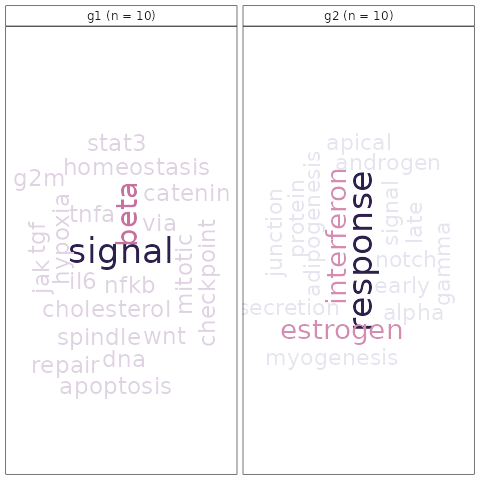 g1 (n = 10)
stat3
homeostasis
g2m
catenin
beta
tnfa
via
hypoxia
tgf
signal
jak
il6
nfkb
mitotic
checkpoint
cholesterol
spindle
wnt
repair
dna
apoptosis
g2 (n = 10)
apical
androgen
adipogenesis
interferon
response
protein
junction
signal
late
notch
gamma
early
secretion
alpha
estrogen
myogenesis